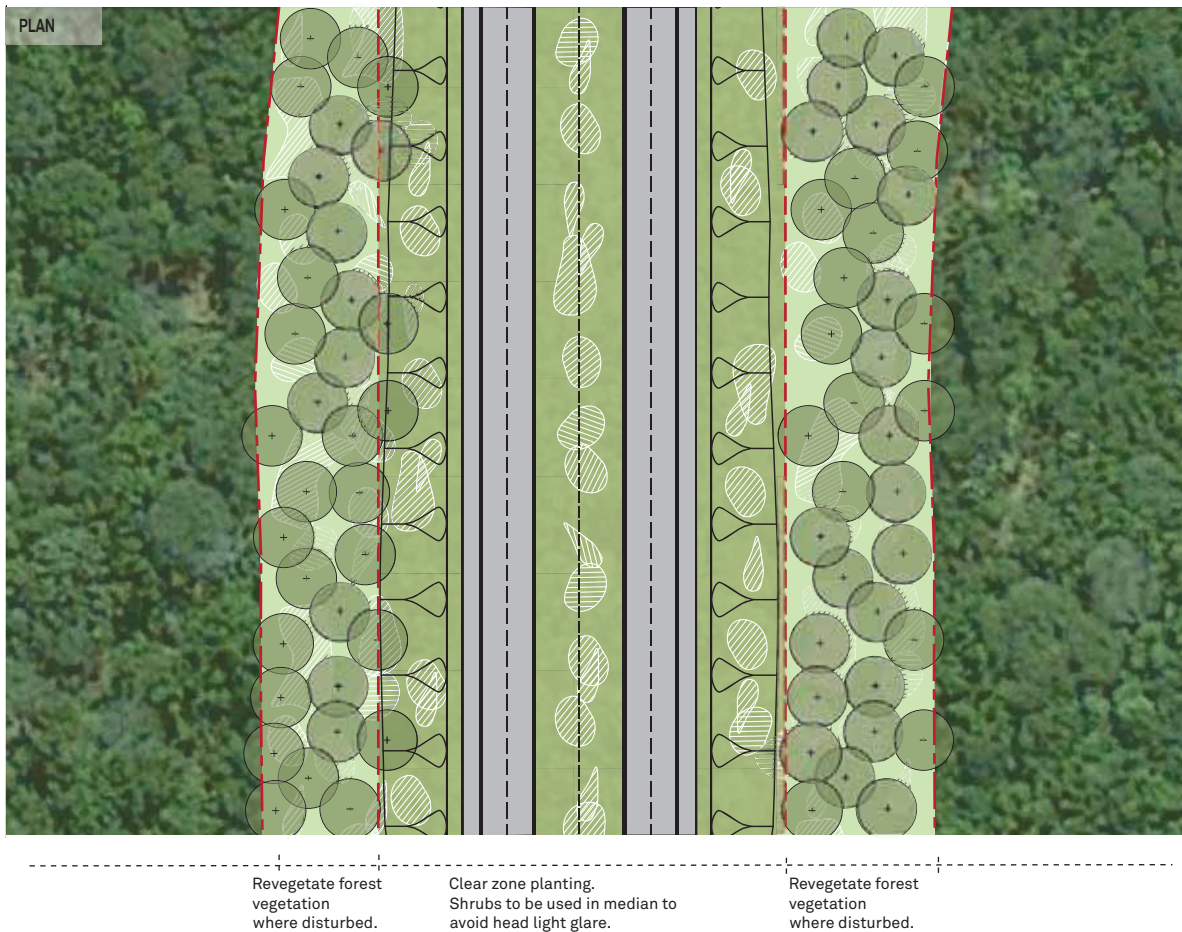 PLAN
Revegetate forest
vegetation
where disturbed.
Clear zone planting.
Shrubs to be used in median to
avoid head light glare.
Revegetate forest
vegetation
where disturbed.